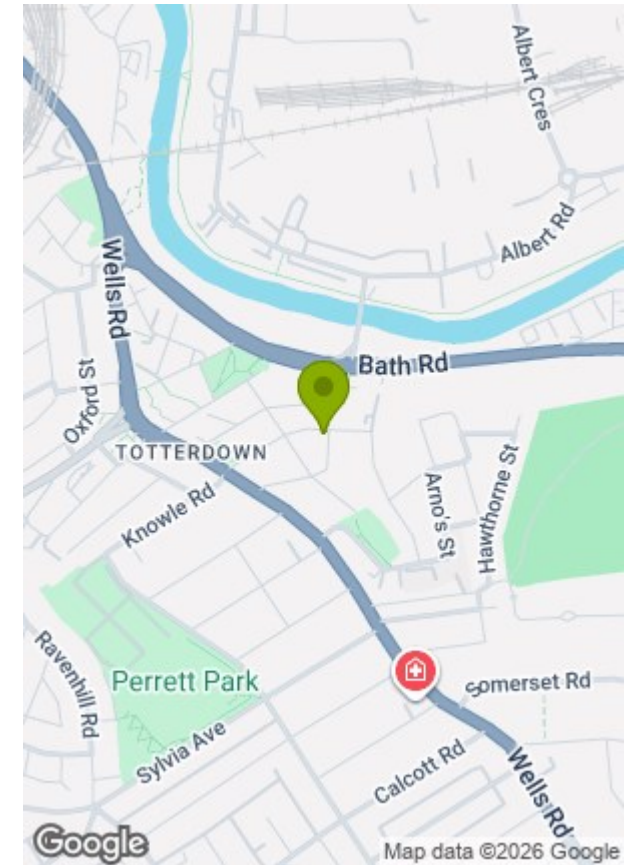 Albert Cres
Albert Rd
Wells Rd
Bath Rd
Oxford St
TOTTERDOWN
Knowle Rd
Arno's St
Hawthorne St
Ravenhill Rd
Perrett Park
Somerset Rd
Sylvia Ave
Calcott Rd
Wells Rd
Google
Map data ©2026 Google